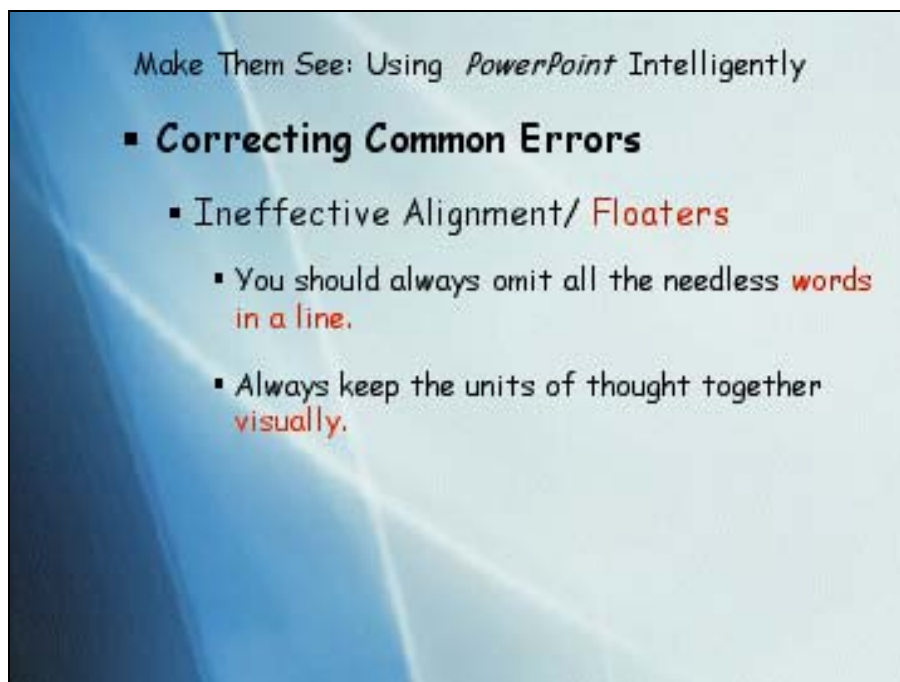 Make Them See: Using PowerPoint Intelligently
▪ Correcting Common Errors
▪ Ineffective Alignment/ Floaters
▪ You should always omit all the needless words
in a line.
▪ Always keep the units of thought together
visually.